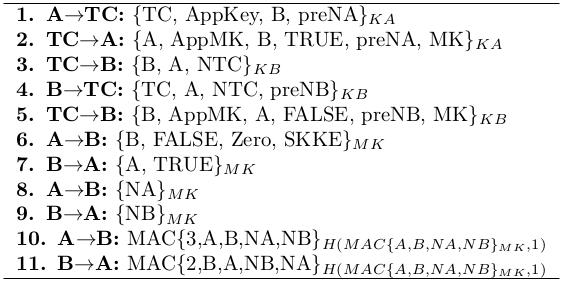 1. A→TC: {TC, AppKey, B, preNA}KA
2. TC→A: {A, AppMK, B, TRUE, preNA, MK}KA
3. TC→B: {B, A, NTC}KB
4. B→TC: {TC, A, NTC, preNB}KB
5. TC→B: {B, AppMK, A, FALSE, preNB, MK}KB
6. A→B: {B, FALSE, Zero, SKKE}MK
7. B→A: {A, TRUE}MK
8. A→B: {NA}MK
9. B→A: {NB}MK
10. A→B: MAC{3,A,B,NA,NB}H(MAC{A,B,NA,NB}MK,1)
11. B→A: MAC{2,B,A,NB,NA}H(MAC{A,B,NA,NB}MK,1)